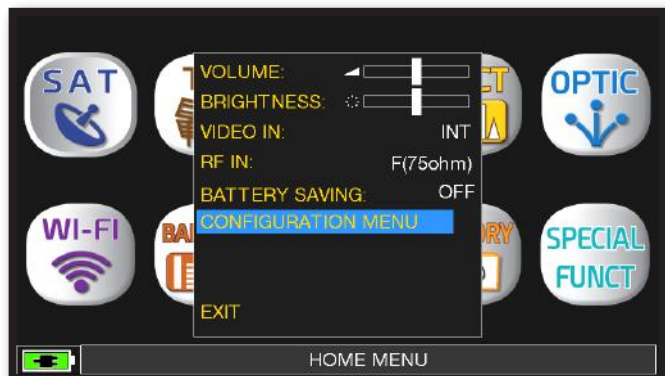 SAT
OPTIC
VOLUME:
BRIGHTNESS:
VIDEO IN: INT
RF IN: F(75ohm)
BATTERY SAVING: OFF
CONFIGURATION MENU
EXIT
WI-FI
SPECIAL
FUNCT
HOME MENU